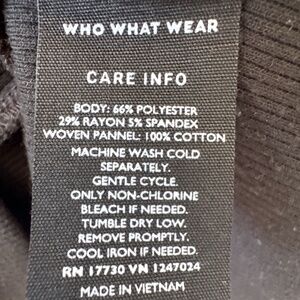 WHO WHAT WEAR
CARE INFO
BODY: 66% POLYESTER
29% RAYON 5% SPANDEX
WOVEN PANNEL: 100% COTTON
MACHINE WASH COLD
SEPARATELY.
GENTLE CYCLE.
ONLY NON-CHLORINE
BLEACH IF NEEDED.
TUMBLE DRY LOW.
REMOVE PROMPTLY.
COOL IRON IF NEEDED.
RN 17730 VN 1247024
MADE IN VIETNAM